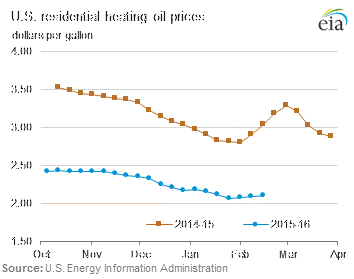 U.S. residential heating oil prices
dollars per gallon
eia
4.00
3.50
3.00
2.50
2.00
1.50
Oct Nov Dec Jan Feb Mar Apr
2014-15 2015-16
Source: U.S. Energy Information Administration